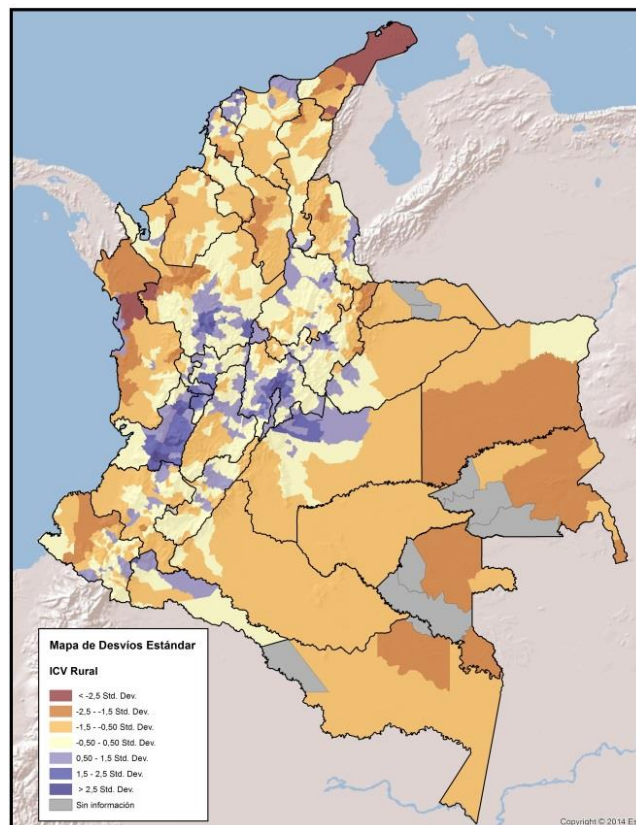 Mapa de Desvíos Estándar
ICV Rural
< -2,5 Std. Dev.
-2,5 - -1,5 Std. Dev.
-1,5 - -0,50 Std. Dev.
-0,50 - 0,50 Std. Dev.
0,50 - 1,5 Std. Dev.
1,5 - 2,5 Std. Dev.
> 2,5 Std. Dev.
Sin información
Copyright © 2014 Es